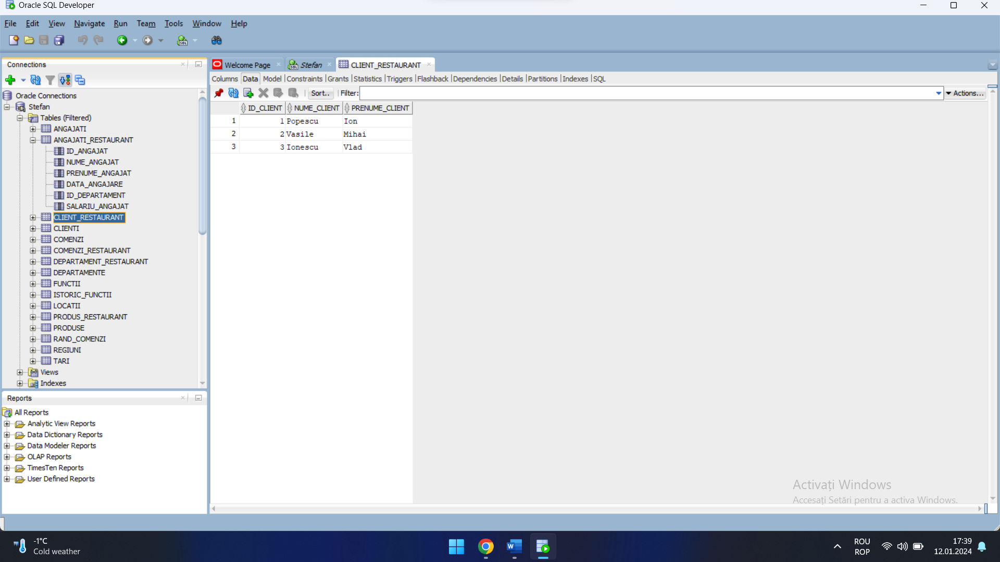 Oracle SQL Developer
File Edit View Navigate Run Team Tools Window Help
Connections
Oracle Connections
Stefan
Tables (Filtered)
ANGAJATI
ANGAJATI_RESTAURANT
ID_ANGAJAT
NUME_ANGAJAT
PRENUME_ANGAJAT
DATA_ANGAJARE
ID_DEPARTAMENT
SALARIU_ANGAJAT
CLIENT_RESTAURANT
CLIENTI
COMENZI
COMENZI_RESTAURANT
DEPARTAMENT_RESTAURANT
DEPARTAMENTE
FUNCTII
ISTORIC_FUNCTII
LOCATII
PRODUS_RESTAURANT
PRODUSE
RAND_COMENZI
REGIUNI
TARI
Views
Indexes
Reports
All Reports
Analytic View Reports
Data Dictionary Reports
Data Modeler Reports
OLAP Reports
TimesTen Reports
User Defined Reports
Welcome Page Stefan CLIENT_RESTAURANT
Columns Data Model Constraints Grants Statistics Triggers Flashback Dependencies Details Partitions Indexes SQL
Sort.. Filter: Actions...
ID_CLIENT NUME_CLIENT PRENUME_CLIENT
1 1 Popescu Ion
2 2 Vasile Mihai
3 3 Ionescu Vlad
Activați Windows
Accesați Setări pentru a activa Windows.
-1°C
Cold weather
ROU
ROP
17:39
12.01.2024